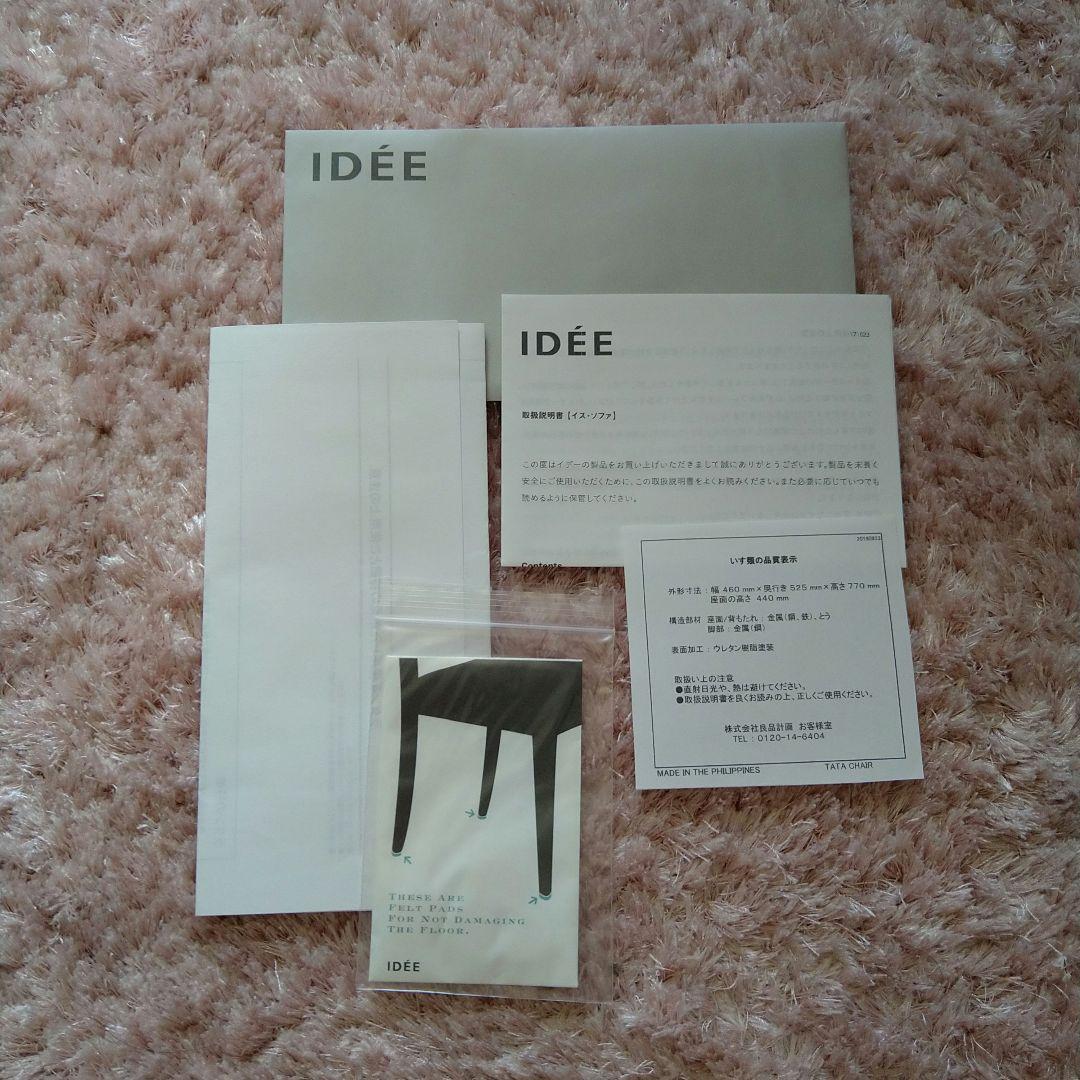 IDÉE
IDÉE
取扱説明書【イス・ソファ】
この度はイデーの製品をお買い上げいただきまして誠にありがとうございます。製品を末長く
安全にご使用いただくために、この取扱説明書をよくお読みください。また必要に応じていつでも
読めるように保管してください。
Contents
いす類の品質表示
外形寸法 : 幅 460 mm × 奥行き 525 mm × 高さ 770 mm
座面の高さ 440 mm
構造部材 座面/背もたれ : 金属(鋼、鉄)、とう
脚部 : 金属(鋼)
表面加工 : ウレタン樹脂塗装
取扱い上の注意
●直射日光や、熱は避けてください。
●取扱説明書を良くお読みの上、正しくご使用ください。
株式会社良品計画 お客様室
TEL : 0120-14-6404
MADE IN THE PHILIPPINES TATA CHAIR
THESE ARE
FELT PADS
FOR NOT DAMAGING
THE FLOOR.
IDÉE